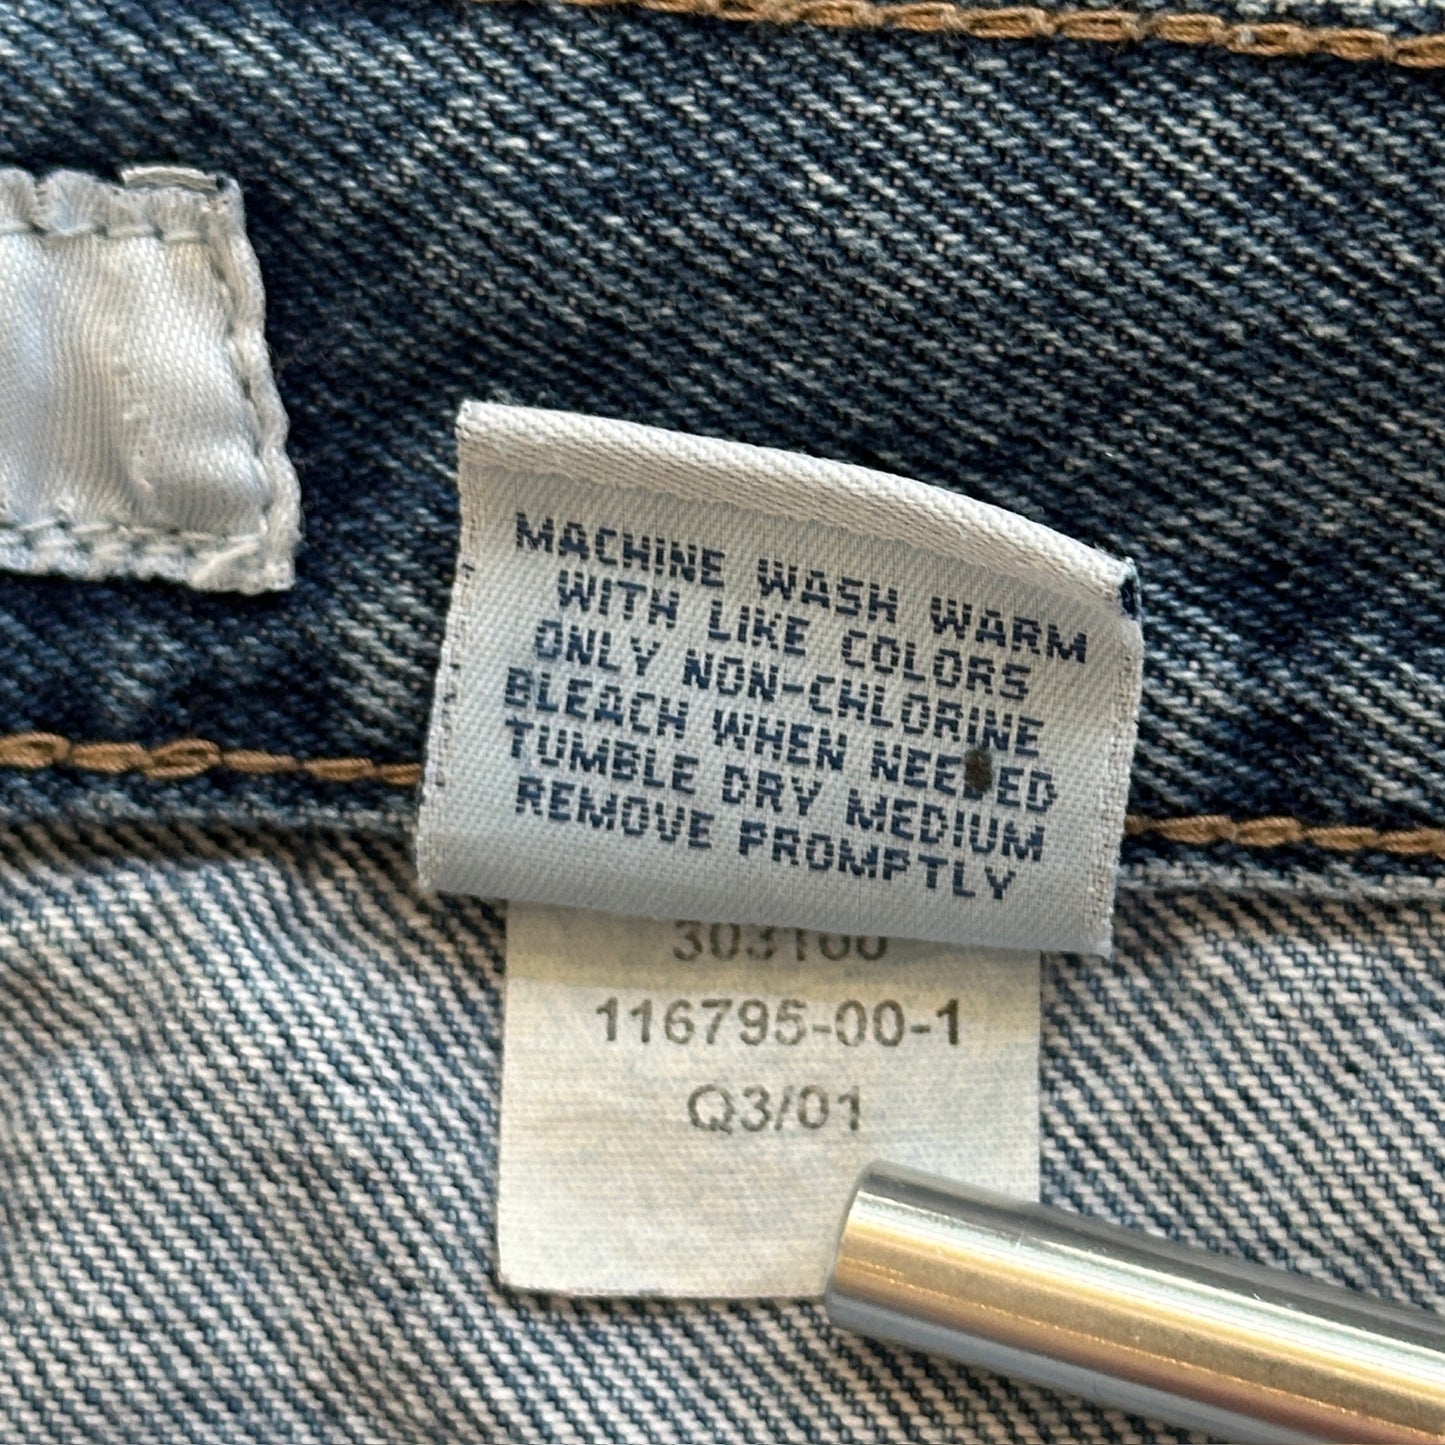 MACHINE WASH WARM
WITH LIKE COLORS
ONLY NON-CHLORINE
BLEACH WHEN NEEDED
TUMBLE DRY MEDIUM
REMOVE PROMPTLY
303100
116795-00-1
Q3/01